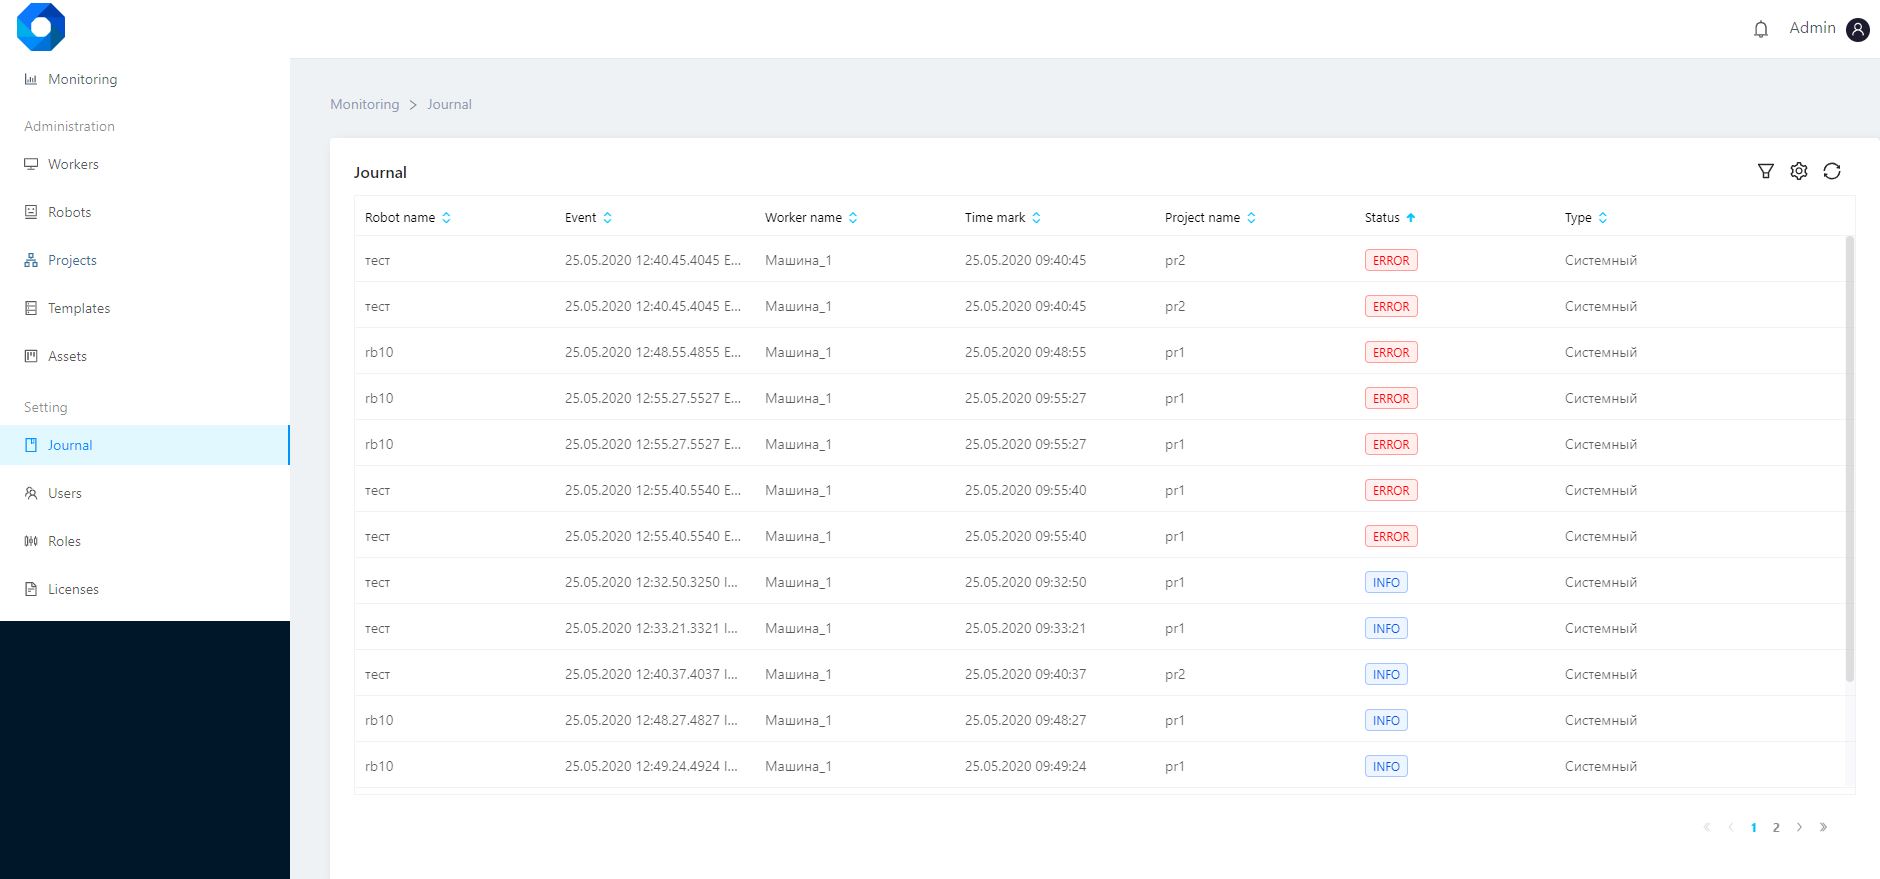 Admin
Monitoring
Administration
Workers
Robots
Projects
Templates
Assets
Setting
Journal
Users
Roles
Licenses
Monitoring > Journal
Journal
Robot name Event Worker name Time mark Project name Status Type
тест 25.05.2020 12:40.45.4045 E... Машина_1 25.05.2020 09:40:45 pr2 ERROR Системный
тест 25.05.2020 12:40.45.4045 E... Машина_1 25.05.2020 09:40:45 pr2 ERROR Системный
rb10 25.05.2020 12:48.55.4855 E... Машина_1 25.05.2020 09:48:55 pr1 ERROR Системный
rb10 25.05.2020 12:55.27.5527 E... Машина_1 25.05.2020 09:55:27 pr1 ERROR Системный
rb10 25.05.2020 12:55.27.5527 E... Машина_1 25.05.2020 09:55:27 pr1 ERROR Системный
тест 25.05.2020 12:55.40.5540 E... Машина_1 25.05.2020 09:55:40 pr1 ERROR Системный
тест 25.05.2020 12:55.40.5540 E... Машина_1 25.05.2020 09:55:40 pr1 ERROR Системный
тест 25.05.2020 12:32.50.3250 I... Машина_1 25.05.2020 09:32:50 pr1 INFO Системный
тест 25.05.2020 12:33.21.3321 I... Машина_1 25.05.2020 09:33:21 pr1 INFO Системный
тест 25.05.2020 12:40.37.4037 I... Машина_1 25.05.2020 09:40:37 pr2 INFO Системный
rb10 25.05.2020 12:48.27.4827 I... Машина_1 25.05.2020 09:48:27 pr1 INFO Системный
rb10 25.05.2020 12:49.24.4924 I... Машина_1 25.05.2020 09:49:24 pr1 INFO Системный
« ‹ 1 2 › »